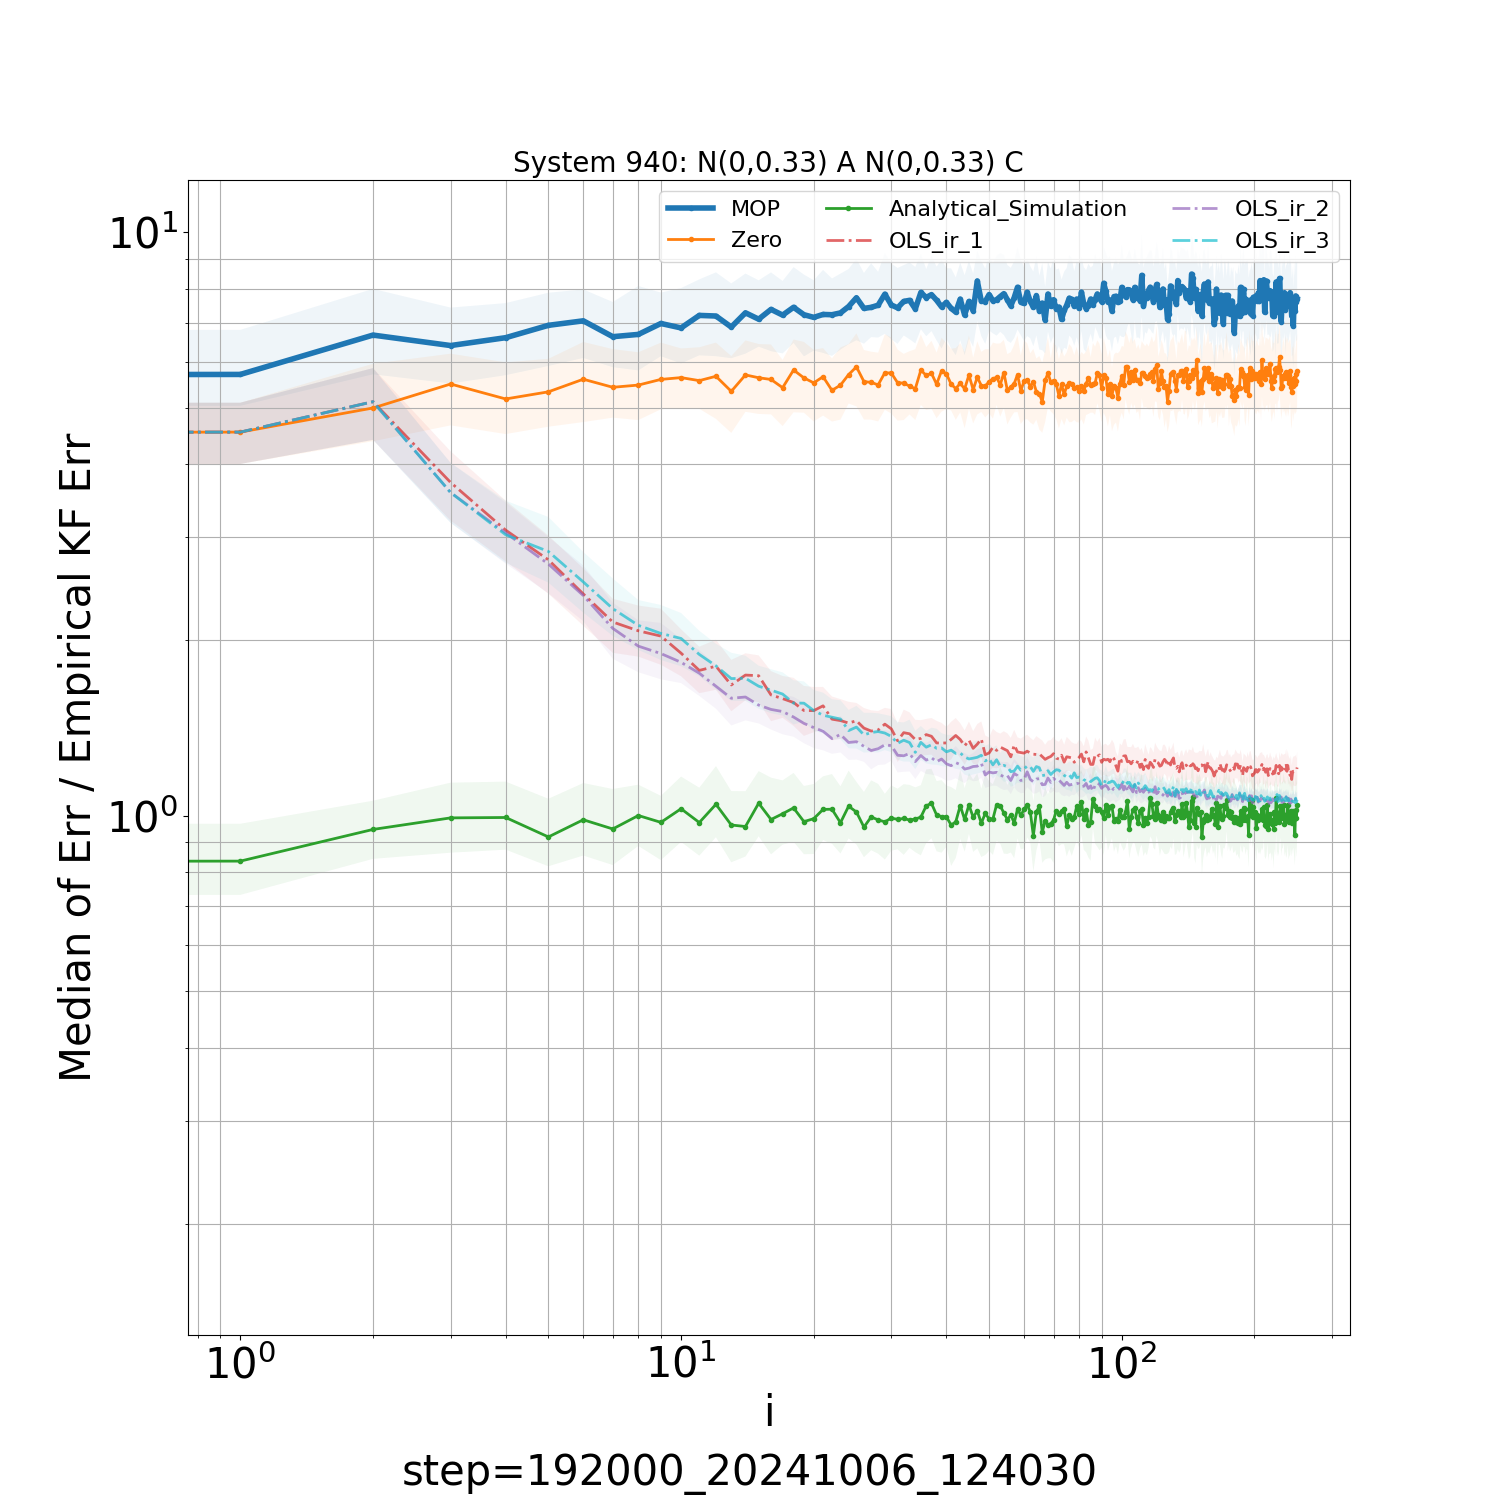 System 940: N(0,0.33) A N(0,0.33) C
MOP
Zero
Analytical_Simulation
OLS_ir_1
OLS_ir_2
OLS_ir_3
Median of Err / Empirical KF Err
10¹
10⁰
10⁰
10¹
10²
i
step=192000_20241006_124030